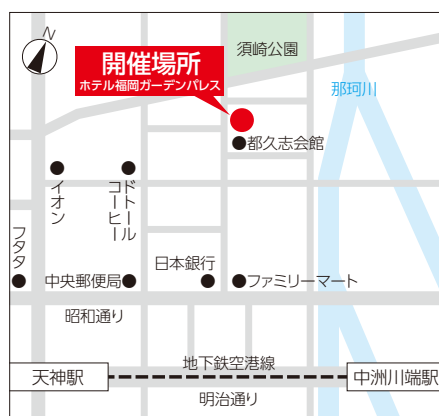 N
須崎公園
開催場所
ホテル福岡ガーデンパレス
那珂川
都久志会館
イオン
ドトール
コーヒー
フタタ
中央郵便局
日本銀行
ファミリーマート
昭和通り
地下鉄空港線
天神駅
中洲川端駅
明治通り